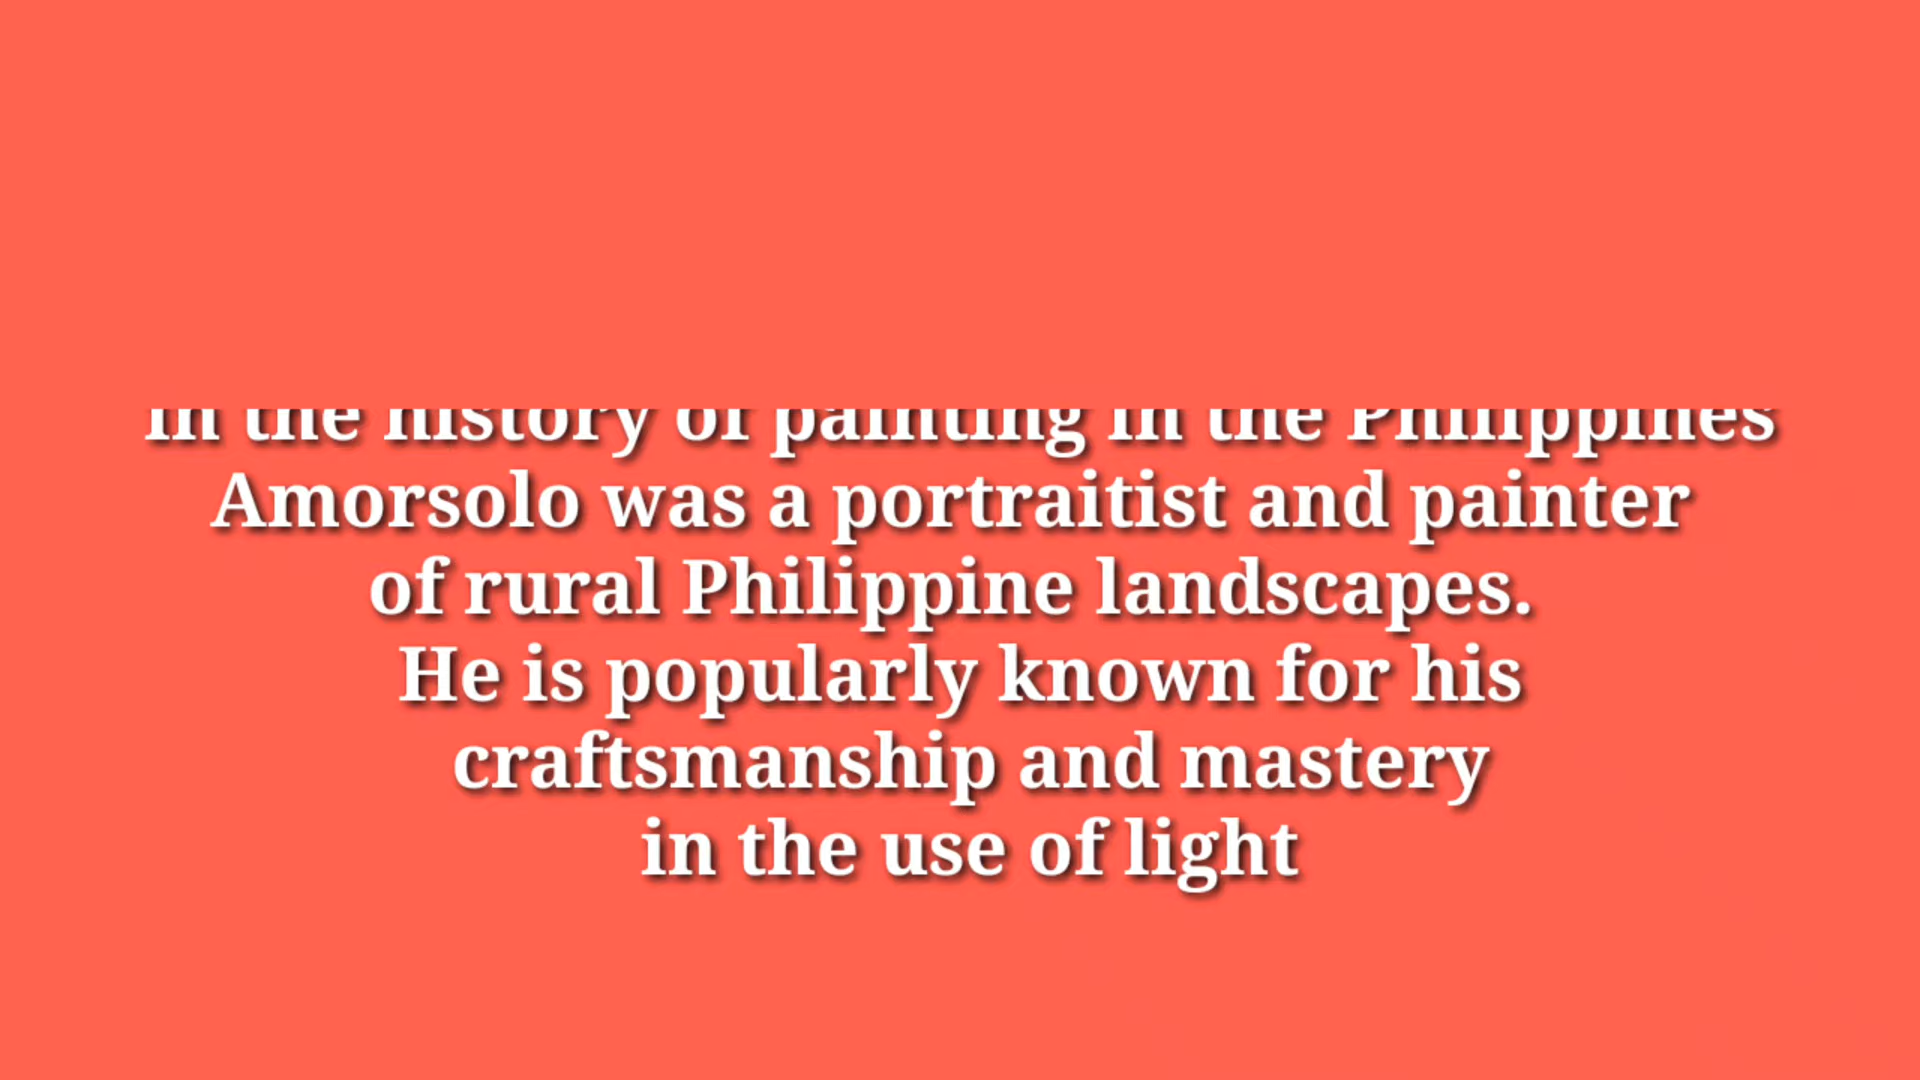 in the history of painting in the Philippines
Amorsolo was a portraitist and painter
of rural Philippine landscapes.
He is popularly known for his
craftsmanship and mastery
in the use of light